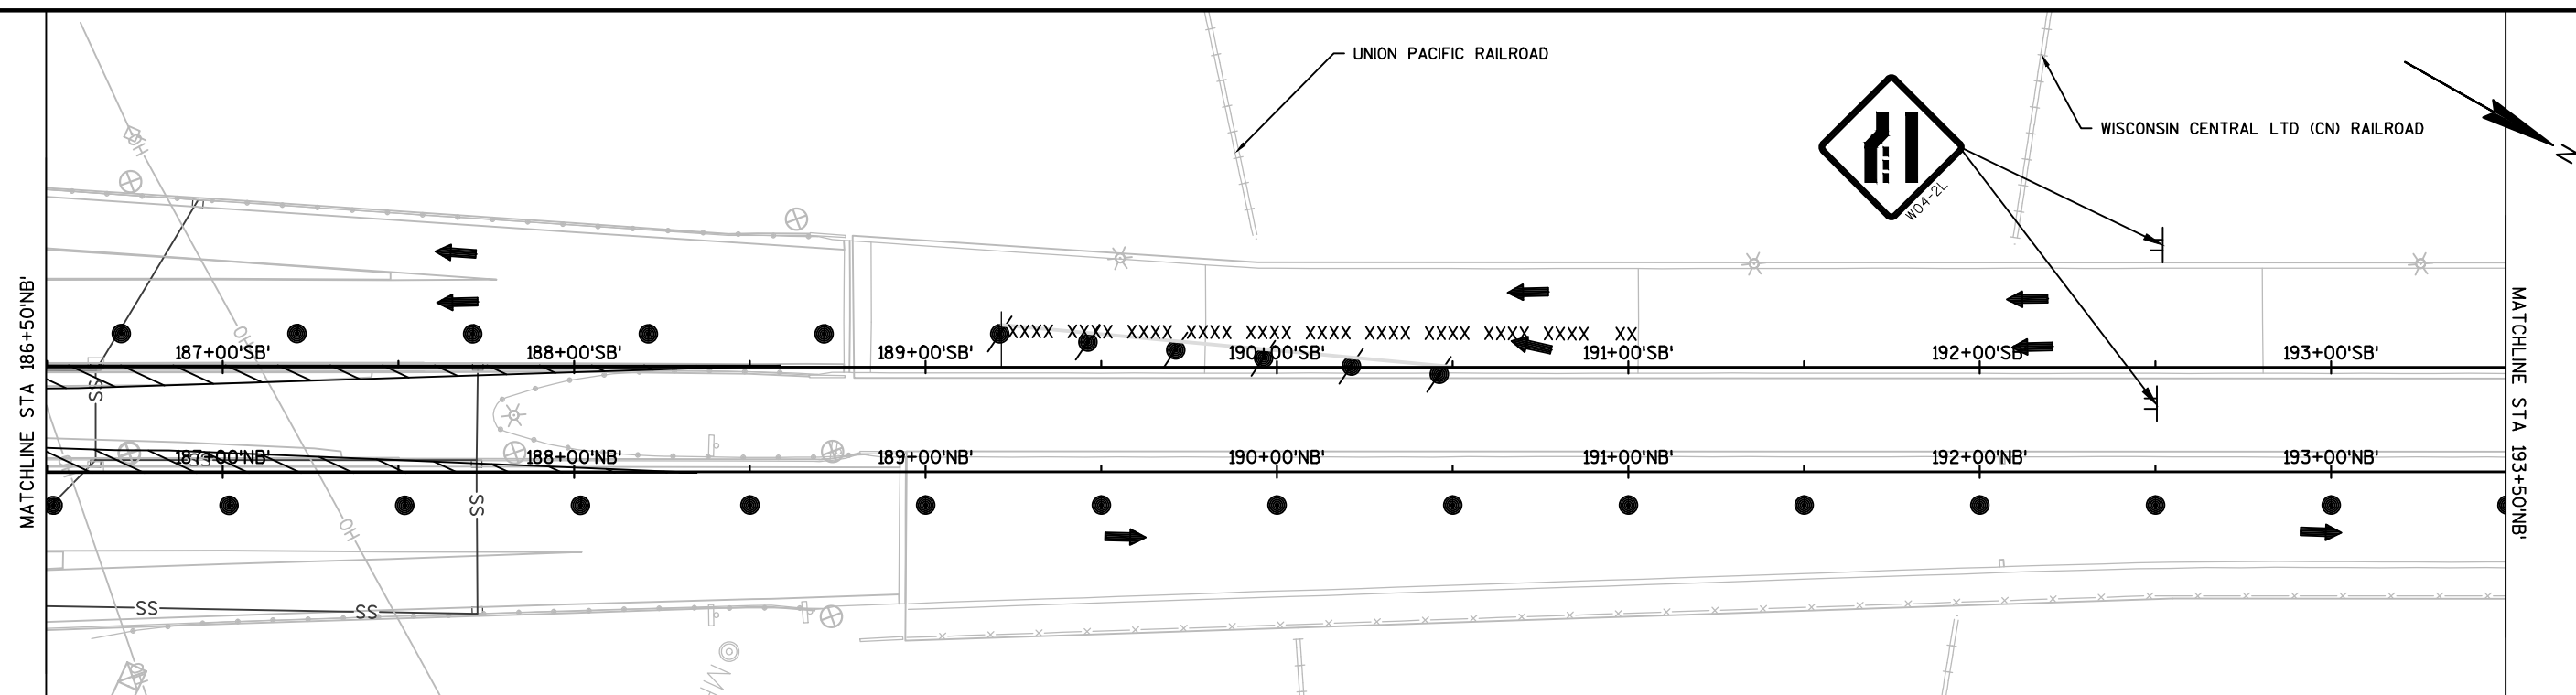 UNION PACIFIC RAILROAD
WISCONSIN CENTRAL LTD (CN) RAILROAD
N
W04-2L
MATCHLINE STA 186+50'NB'
MATCHLINE STA 193+50'NB'
OH
OH
XXXX XXXX XXXX XXXX XXXX XXXX XXXX XXXX XXXX XXXX XX
187+00'SB' 188+00'SB' 189+00'SB' 190+00'SB' 191+00'SB' 192+00'SB' 193+00'SB'
SS
187+00'NB' 188+00'NB' 189+00'NB' 190+00'NB' 191+00'NB' 192+00'NB' 193+00'NB'
SS
SS
OH
SS
SS